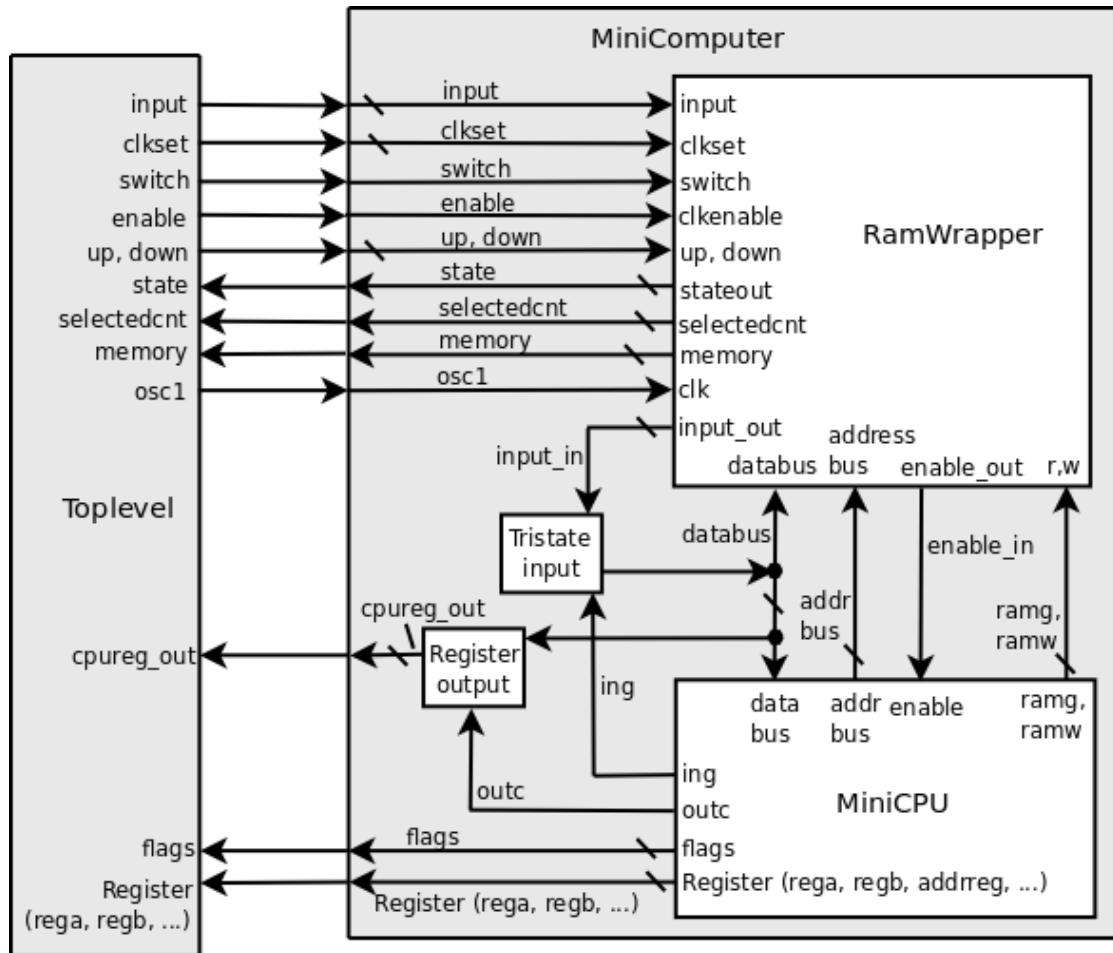 MiniComputer
input
clkset
switch
enable
up, down
state
selectedcnt
memory
osc1
Toplevel
cpureg_out
flags
Register
(rega, regb, ...)
input
clkset
switch
enable
up, down
state
selectedcnt
memory
osc1
input
clkset
switch
clkenable
up, down
stateout
selectedcnt
memory
clk
input_out
RamWrapper
databus
address
bus
enable_out
r,w
input_in
Tristate
input
databus
addr
bus
enable_in
ramg,
ramw
cpureg_out
Register
output
ing
outc
data
bus
addr
bus
enable
ramg,
ramw
ing
outc
flags
Register (rega, regb, addrreg, ...)
MiniCPU
flags
Register (rega, regb, ...)